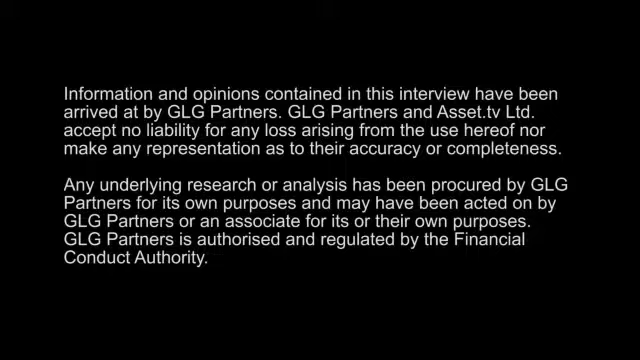 Information and opinions contained in this interview have been
arrived at by GLG Partners. GLG Partners and Asset.tv Ltd.
accept no liability for any loss arising from the use hereof nor
make any representation as to their accuracy or completeness.
Any underlying research or analysis has been procured by GLG
Partners for its own purposes and may have been acted on by
GLG Partners or an associate for its or their own purposes.
GLG Partners is authorised and regulated by the Financial
Conduct Authority.